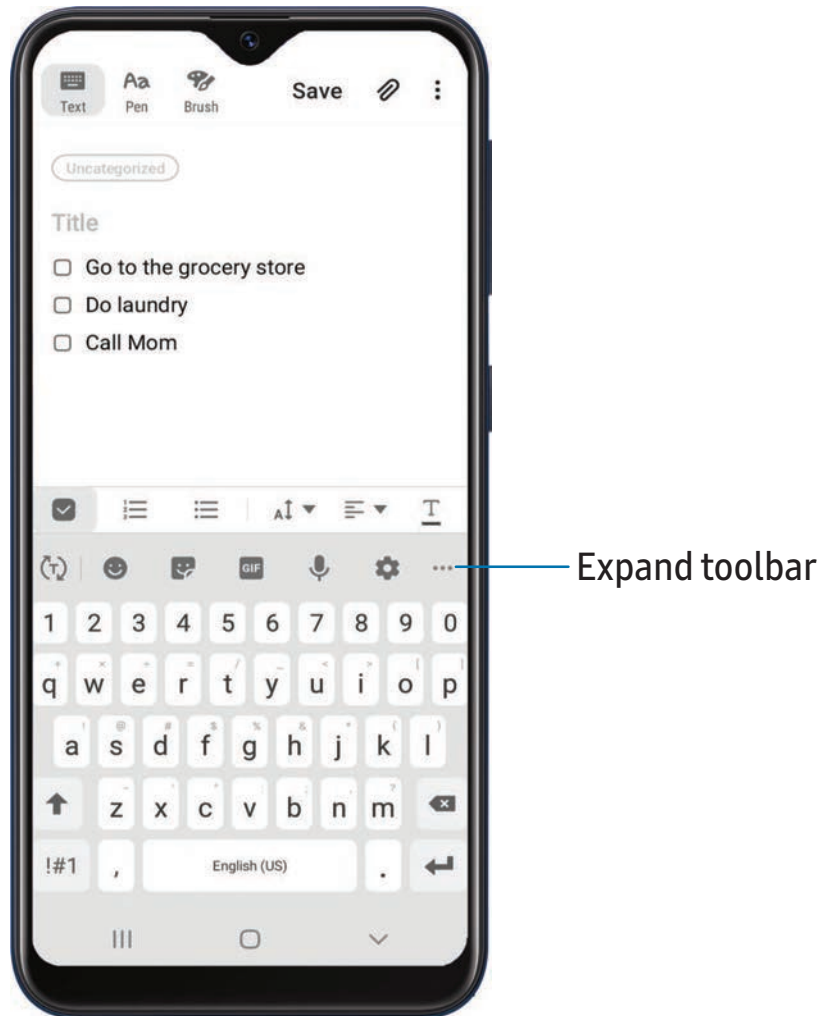 Text
Aa
Pen
Brush
Save
Uncategorized
Title
Go to the grocery store
Do laundry
Call Mom
A
T
T GIF
Expand toolbar
1 2 3 4 5 6 7 8 9 0
q w e r t y u i o p
a s d f g h j k l
z x c v b n m
!#1 , English (US) .